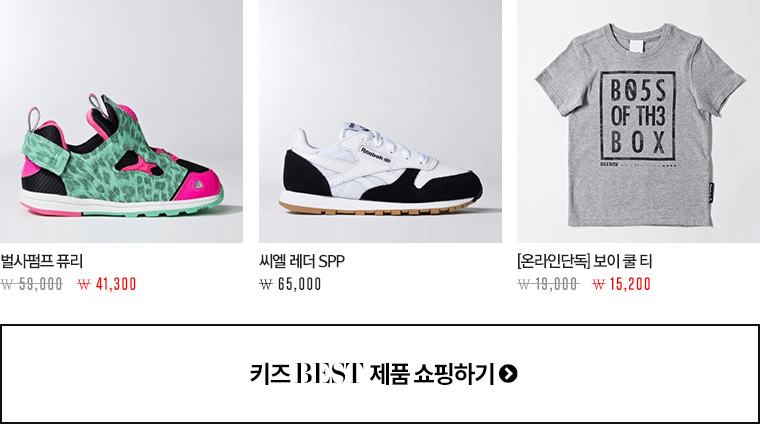 Reebok
B05S
OF TH3
BOX
REEBOK
벌사펌프 퓨리
₩ 59,000 ₩ 41,300
씨엘 레더 SPP
₩ 65,000
[온라인단독] 보이 쿨 티
₩ 19,000 ₩ 15,200
키즈 BEST 제품 쇼핑하기